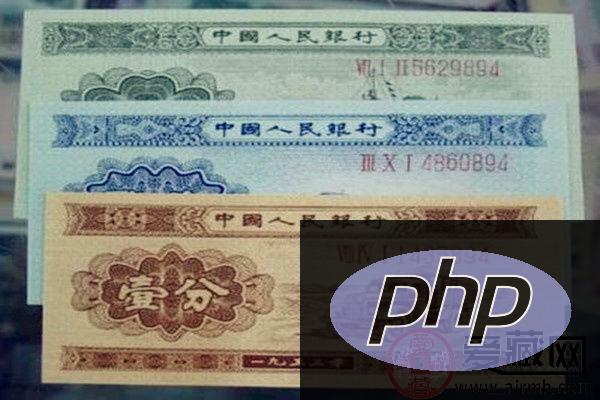 中國人民銀行
Ⅶ Ⅰ Ⅱ 5629894
中國人民銀行
Ⅲ Ⅹ Ⅰ 4860894
中國人民銀行
壹分
php
一九五三年
爱藏网
www.airmb.com